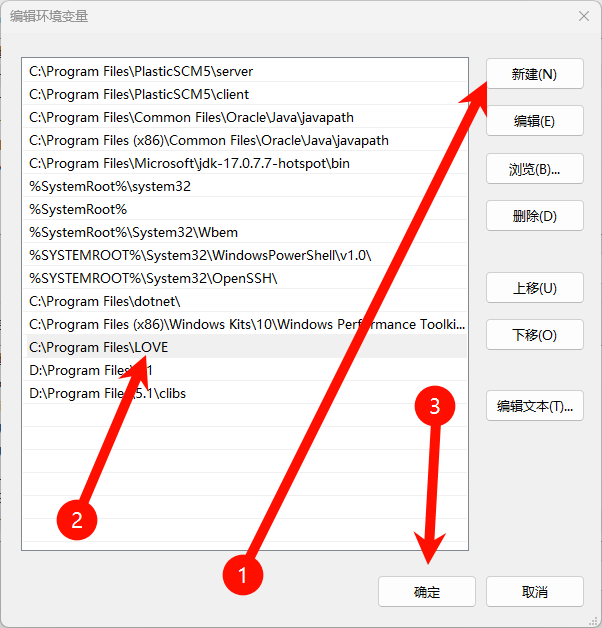 编辑环境变量
C:\Program Files\PlasticSCM5\server
C:\Program Files\PlasticSCM5\client
C:\Program Files\Common Files\Oracle\Java\javapath
C:\Program Files (x86)\Common Files\Oracle\Java\javapath
C:\Program Files\Microsoft\jdk-17.0.7.7-hotspot\bin
%SystemRoot%\system32
%SystemRoot%
%SystemRoot%\System32\Wbem
%SYSTEMROOT%\System32\WindowsPowerShell\v1.0\
%SYSTEMROOT%\System32\OpenSSH\
C:\Program Files\dotnet\
C:\Program Files (x86)\Windows Kits\10\Windows Performance Toolki...
C:\Program Files\LOVE
D:\Program Files\
D:\Program Files\5.1\clibs
新建(N)
编辑(E)
浏览(B)...
删除(D)
上移(U)
下移(O)
编辑文本(T)...
3
2
1
确定
取消